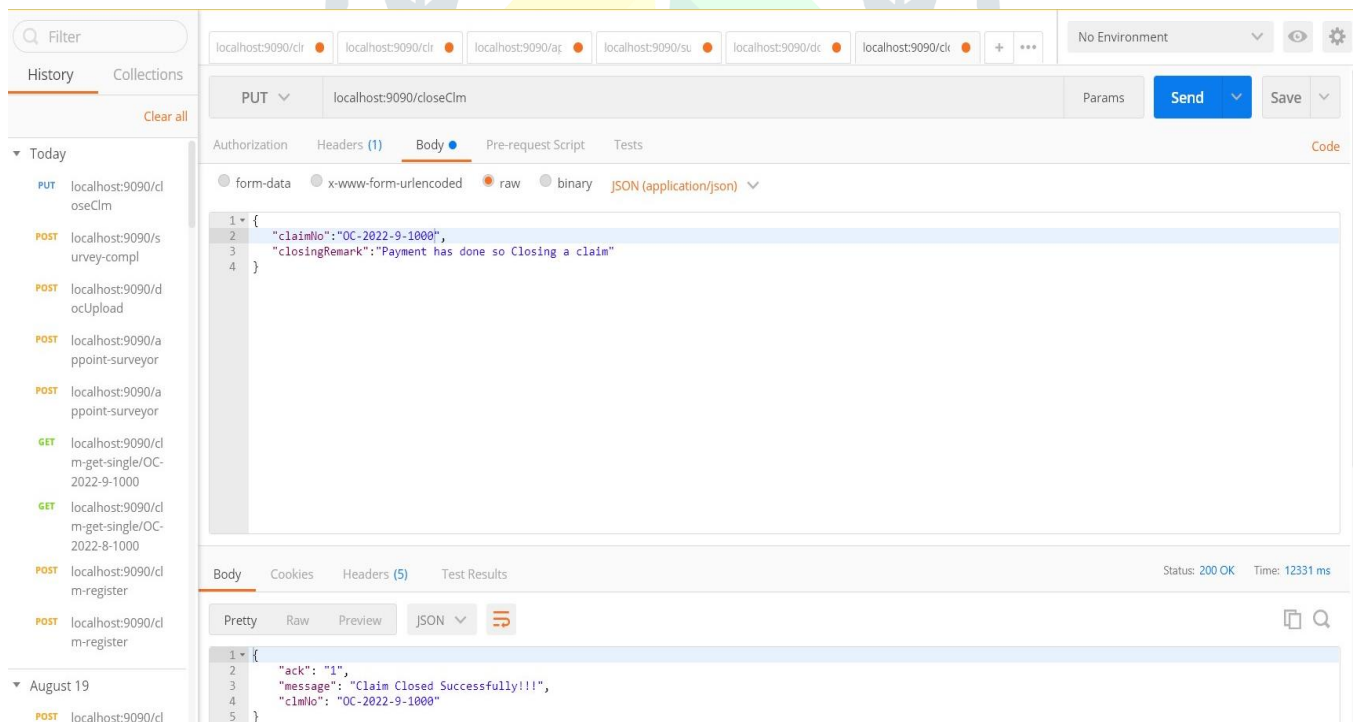 Filter
History Collections
Clear all
Today
PUT localhost:9090/cl
oseClm
POST localhost:9090/s
urvey-compl
POST localhost:9090/d
ocUpload
POST localhost:9090/a
ppoint-surveyor
POST localhost:9090/a
ppoint-surveyor
GET localhost:9090/cl
m-get-single/OC-
2022-9-1000
GET localhost:9090/cl
m-get-single/OC-
2022-8-1000
POST localhost:9090/cl
m-register
POST localhost:9090/cl
m-register
August 19
POST localhost:9090/cl
localhost:9090/clr localhost:9090/clr localhost:9090/ap localhost:9090/su localhost:9090/dc localhost:9090/clc + •••
No Environment
PUT localhost:9090/closeClm Params Send Save
Authorization Headers (1) Body Pre-request Script Tests Code
form-data x-www-form-urlencoded raw binary JSON (application/json)
1 {
2 "claimNo":"OC-2022-9-1000",
3 "closingRemark":"Payment has done so Closing a claim"
4 }
Body Cookies Headers (5) Test Results Status: 200 OK Time: 12331 ms
Pretty Raw Preview JSON
1 {
2 "ack": "1",
3 "message": "Claim Closed Successfully!!!",
4 "clmNo": "OC-2022-9-1000"
5 }